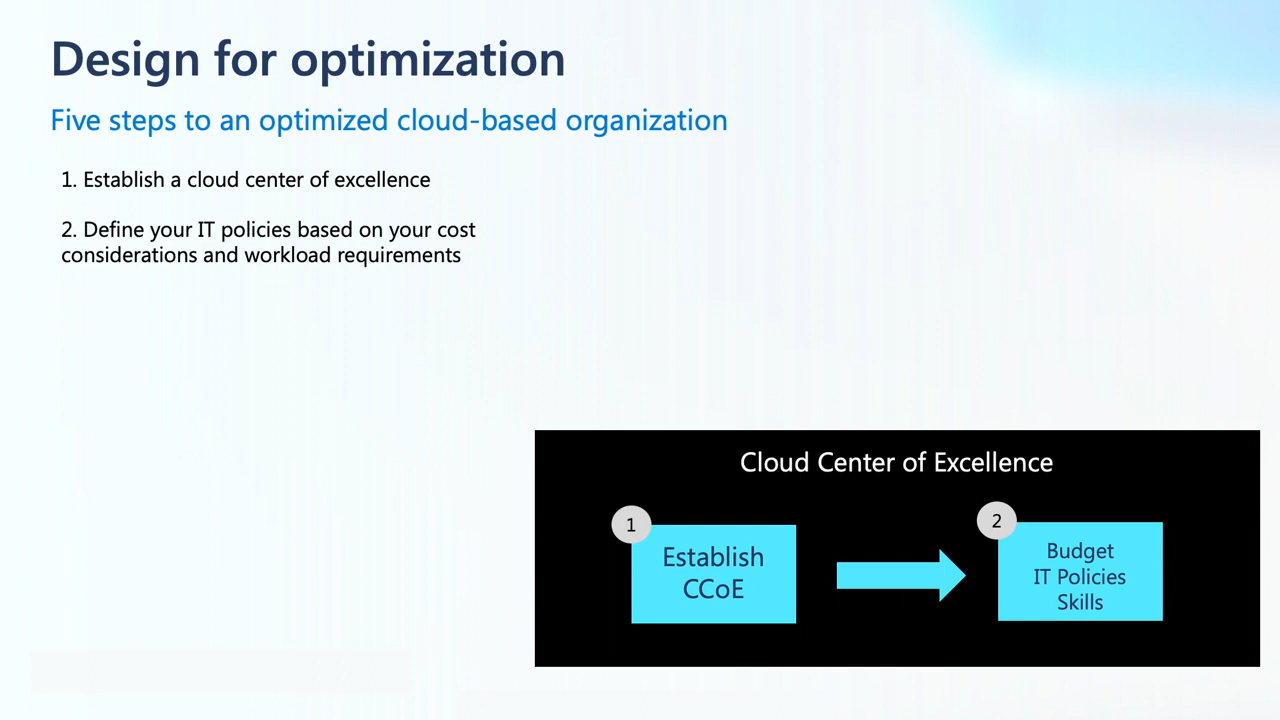 Design for optimization
Five steps to an optimized cloud-based organization
1. Establish a cloud center of excellence
2. Define your IT policies based on your cost
considerations and workload requirements
Cloud Center of Excellence
1
Establish
CCoE
2
Budget
IT Policies
Skills